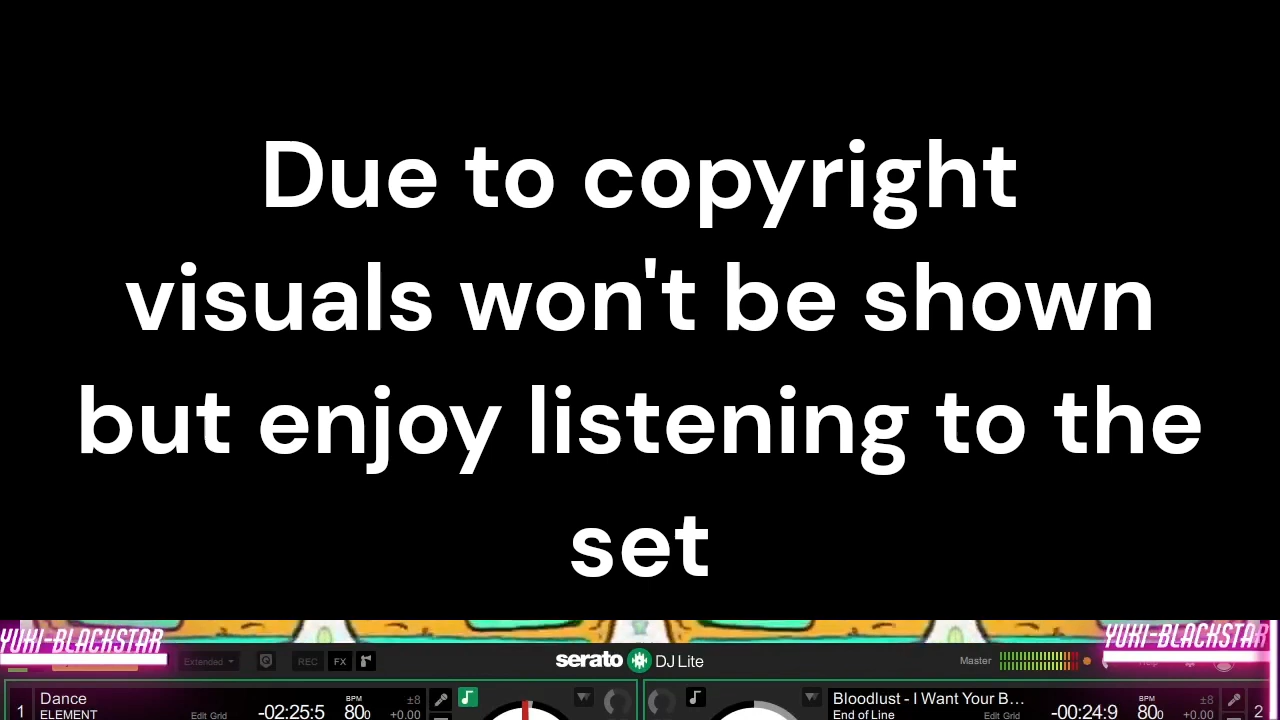 Due to copyright
visuals won't be shown
but enjoy listening to the
set
YUKI-BLACKSTAR
YUKI-BLACKSTAR
Extended
REC FX
serato DJ Lite
Master
Help
1
Dance
ELEMENT
Edit Grid
-02:25:5
BPM
80.0
±8
+0.00
Bloodlust - I Want Your B...
End of Line
Edit Grid
-00:24:9
BPM
80.0
±8
+0.00
2